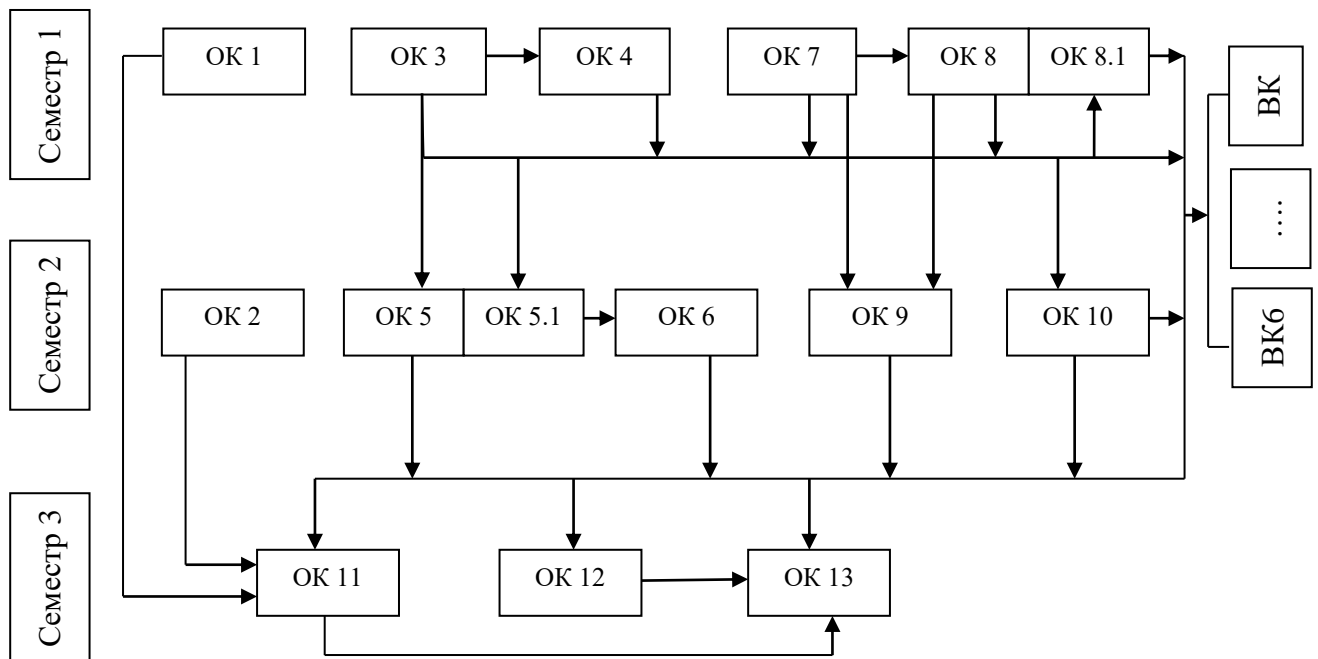 Семестр 1
ОК 1
ОК 3
ОК 4
ОК 7
ОК 8
ОК 8.1
ВК
….
Семестр 2
ОК 2
ОК 5
ОК 5.1
ОК 6
ОК 9
ОК 10
ВК6
Семестр 3
ОК 11
ОК 12
ОК 13